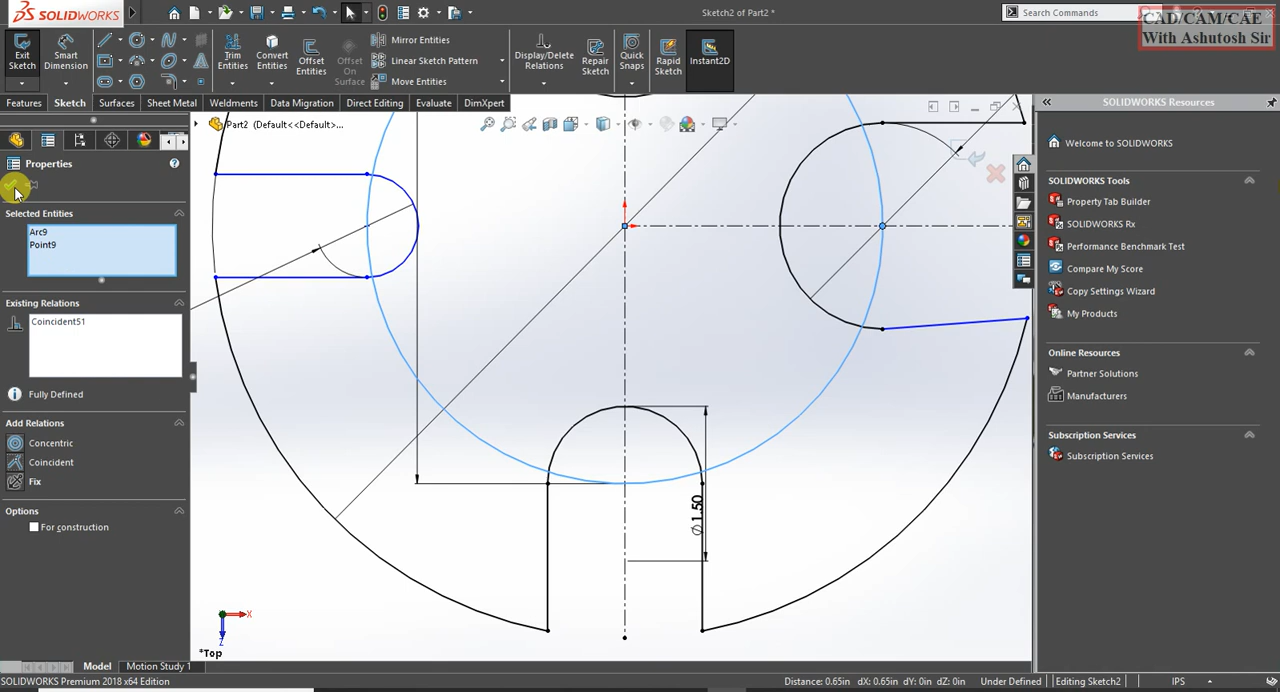 SOLIDWORKS
Sketch2 of Part2 *
Search Commands
CAD/CAM/CAE
With Ashutosh Sir
Exit Sketch
Smart Dimension
Trim Entities
Convert Entities
Offset Entities
Offset On Surface
Mirror Entities
Linear Sketch Pattern
Move Entities
Display/Delete Relations
Repair Sketch
Quick Snaps
Rapid Sketch
Instant2D
Features
Sketch
Surfaces
Sheet Metal
Weldments
Data Migration
Direct Editing
Evaluate
DimXpert
Part2 (Default<<Default>...
Properties
Selected Entities
Arc9
Point9
Existing Relations
Coincident51
Fully Defined
Add Relations
Concentric
Coincident
Fix
Options
For construction
∅1.50
X
Z
*Top
SOLIDWORKS Resources
Welcome to SOLIDWORKS
SOLIDWORKS Tools
Property Tab Builder
SOLIDWORKS Rx
Performance Benchmark Test
Compare My Score
Copy Settings Wizard
My Products
Online Resources
Partner Solutions
Manufacturers
Subscription Services
Subscription Services
Model
Motion Study 1
SOLIDWORKS Premium 2018 x64 Edition
Distance: 0.65in dX: 0.65in dY: 0in dZ: 0in
Under Defined
Editing Sketch2
IPS